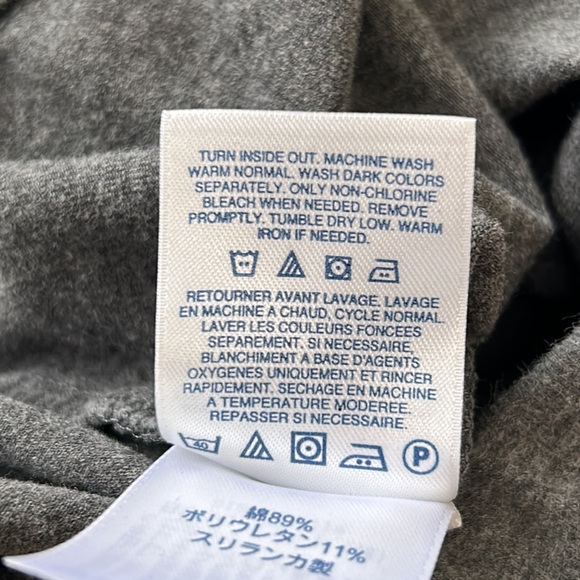 TURN INSIDE OUT. MACHINE WASH
WARM NORMAL. WASH DARK COLORS
SEPARATELY. ONLY NON-CHLORINE
BLEACH WHEN NEEDED. REMOVE
PROMPTLY. TUMBLE DRY LOW. WARM
IRON IF NEEDED.
RETOURNER AVANT LAVAGE. LAVAGE
EN MACHINE A CHAUD, CYCLE NORMAL.
LAVER LES COULEURS FONCEES
SEPAREMENT. SI NECESSAIRE,
BLANCHIMENT A BASE D'AGENTS
OXYGENES UNIQUEMENT ET RINCER
RAPIDEMENT. SECHAGE EN MACHINE
A TEMPERATURE MODEREE.
REPASSER SI NECESSAIRE.
40 P
綿89%
ポリウレタン11%
スリランカ製